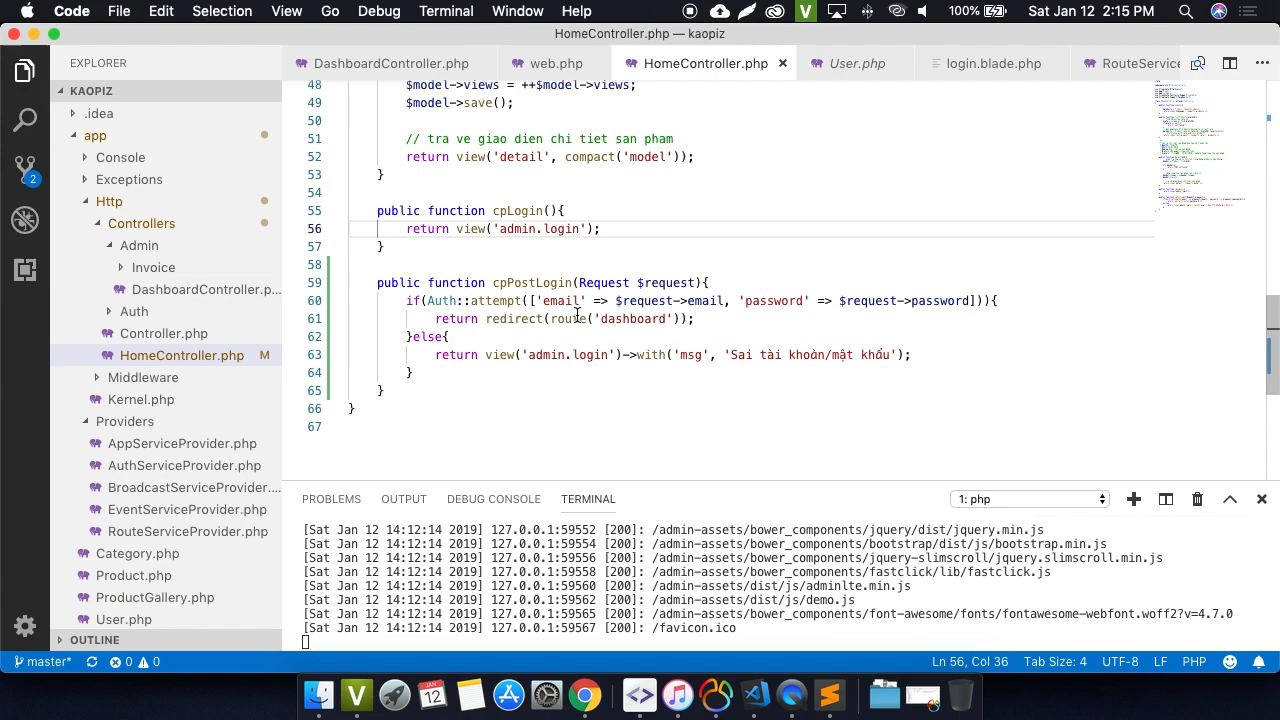 Code File Edit Selection View Go Debug Terminal Window Help V 100% Sat Jan 12 2:15 PM
HomeController.php — kaopiz
EXPLORER
DashboardController.php web.php HomeController.php User.php login.blade.php RouteService
KAOPIZ
.idea
app
Console
Exceptions
Http
Controllers
Admin
Invoice
DashboardController.p...
Auth
Controller.php
HomeController.php M
Middleware
Kernel.php
Providers
AppServiceProvider.php
AuthServiceProvider.php
BroadcastServiceProvider....
EventServiceProvider.php
RouteServiceProvider.php
Category.php
Product.php
ProductGallery.php
User.php
OUTLINE
2
48 $model->views = ++$model->views;
49 $model->save();
50
51 // tra ve giao dien chi tiet san pham
52 return view('detail', compact('model'));
53 }
54
55 public function cpLogin(){
56 return view('admin.login');
57 }
58
59 public function cpPostLogin(Request $request){
60 if(Auth::attempt(['email' => $request->email, 'password' => $request->password])){
61 return redirect(route('dashboard'));
62 }else{
63 return view('admin.login')->with('msg', 'Sai tài khoản/mật khẩu');
64 }
65 }
66 }
67
PROBLEMS OUTPUT DEBUG CONSOLE TERMINAL 1: php
[Sat Jan 12 14:12:14 2019] 127.0.0.1:59552 [200]: /admin-assets/bower_components/jquery/dist/jquery.min.js
[Sat Jan 12 14:12:14 2019] 127.0.0.1:59554 [200]: /admin-assets/bower_components/bootstrap/dist/js/bootstrap.min.js
[Sat Jan 12 14:12:14 2019] 127.0.0.1:59556 [200]: /admin-assets/bower_components/jquery-slimscroll/jquery.slimscroll.min.js
[Sat Jan 12 14:12:14 2019] 127.0.0.1:59558 [200]: /admin-assets/bower_components/fastclick/lib/fastclick.js
[Sat Jan 12 14:12:14 2019] 127.0.0.1:59560 [200]: /admin-assets/dist/js/adminlte.min.js
[Sat Jan 12 14:12:14 2019] 127.0.0.1:59562 [200]: /admin-assets/dist/js/demo.js
[Sat Jan 12 14:12:14 2019] 127.0.0.1:59565 [200]: /admin-assets/bower_components/font-awesome/fonts/fontawesome-webfont.woff2?v=4.7.0
[Sat Jan 12 14:12:14 2019] 127.0.0.1:59567 [200]: /favicon.ico
master* 0 0 Ln 56, Col 36 Tab Size: 4 UTF-8 LF PHP
V
JAN
12